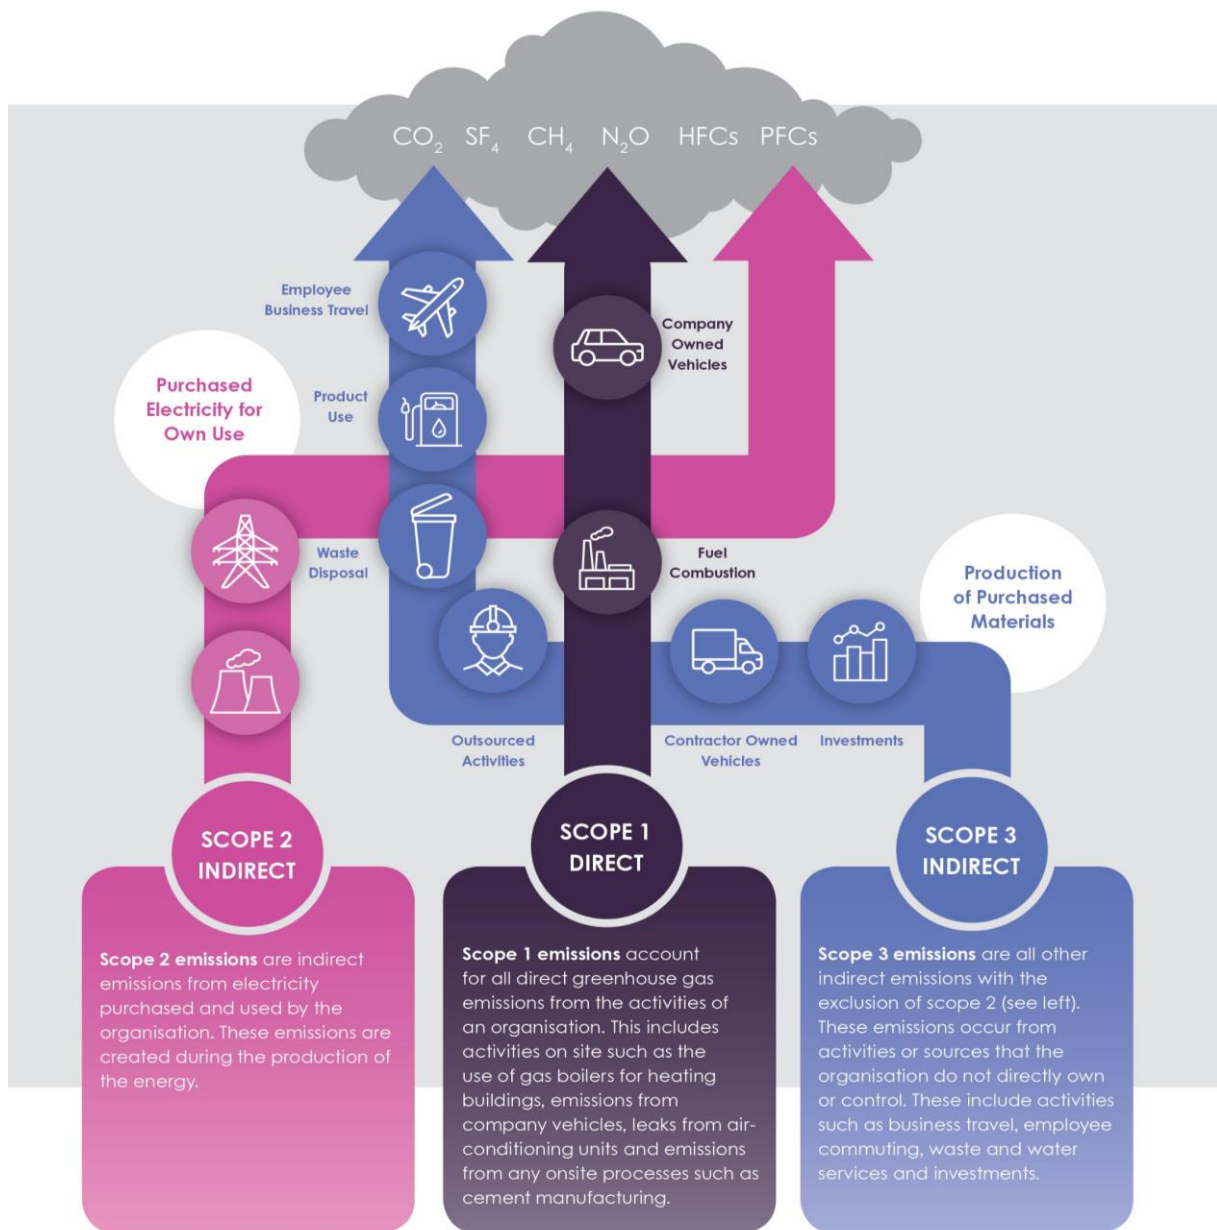 CO₂ SF₄ CH₄ N₂O HFCs PFCs
Employee
Business Travel
Company
Owned
Vehicles
Purchased
Electricity for
Own Use
Product
Use
Waste
Disposal
Fuel
Combustion
Production
of Purchased
Materials
Outsourced
Activities
Contractor Owned
Vehicles
Investments
SCOPE 2
INDIRECT
Scope 2 emissions are indirect
emissions from electricity
purchased and used by the
organisation. These emissions are
created during the production of
the energy.
SCOPE 1
DIRECT
Scope 1 emissions account
for all direct greenhouse gas
emissions from the activities of
an organisation. This includes
activities on site such as the
use of gas boilers for heating
buildings, emissions from
company vehicles, leaks from air-
conditioning units and emissions
from any onsite processes such as
cement manufacturing.
SCOPE 3
INDIRECT
Scope 3 emissions are all other
indirect emissions with the
exclusion of scope 2 (see left).
These emissions occur from
activities or sources that the
organisation do not directly own
or control. These include activities
such as business travel, employee
commuting, waste and water
services and investments.